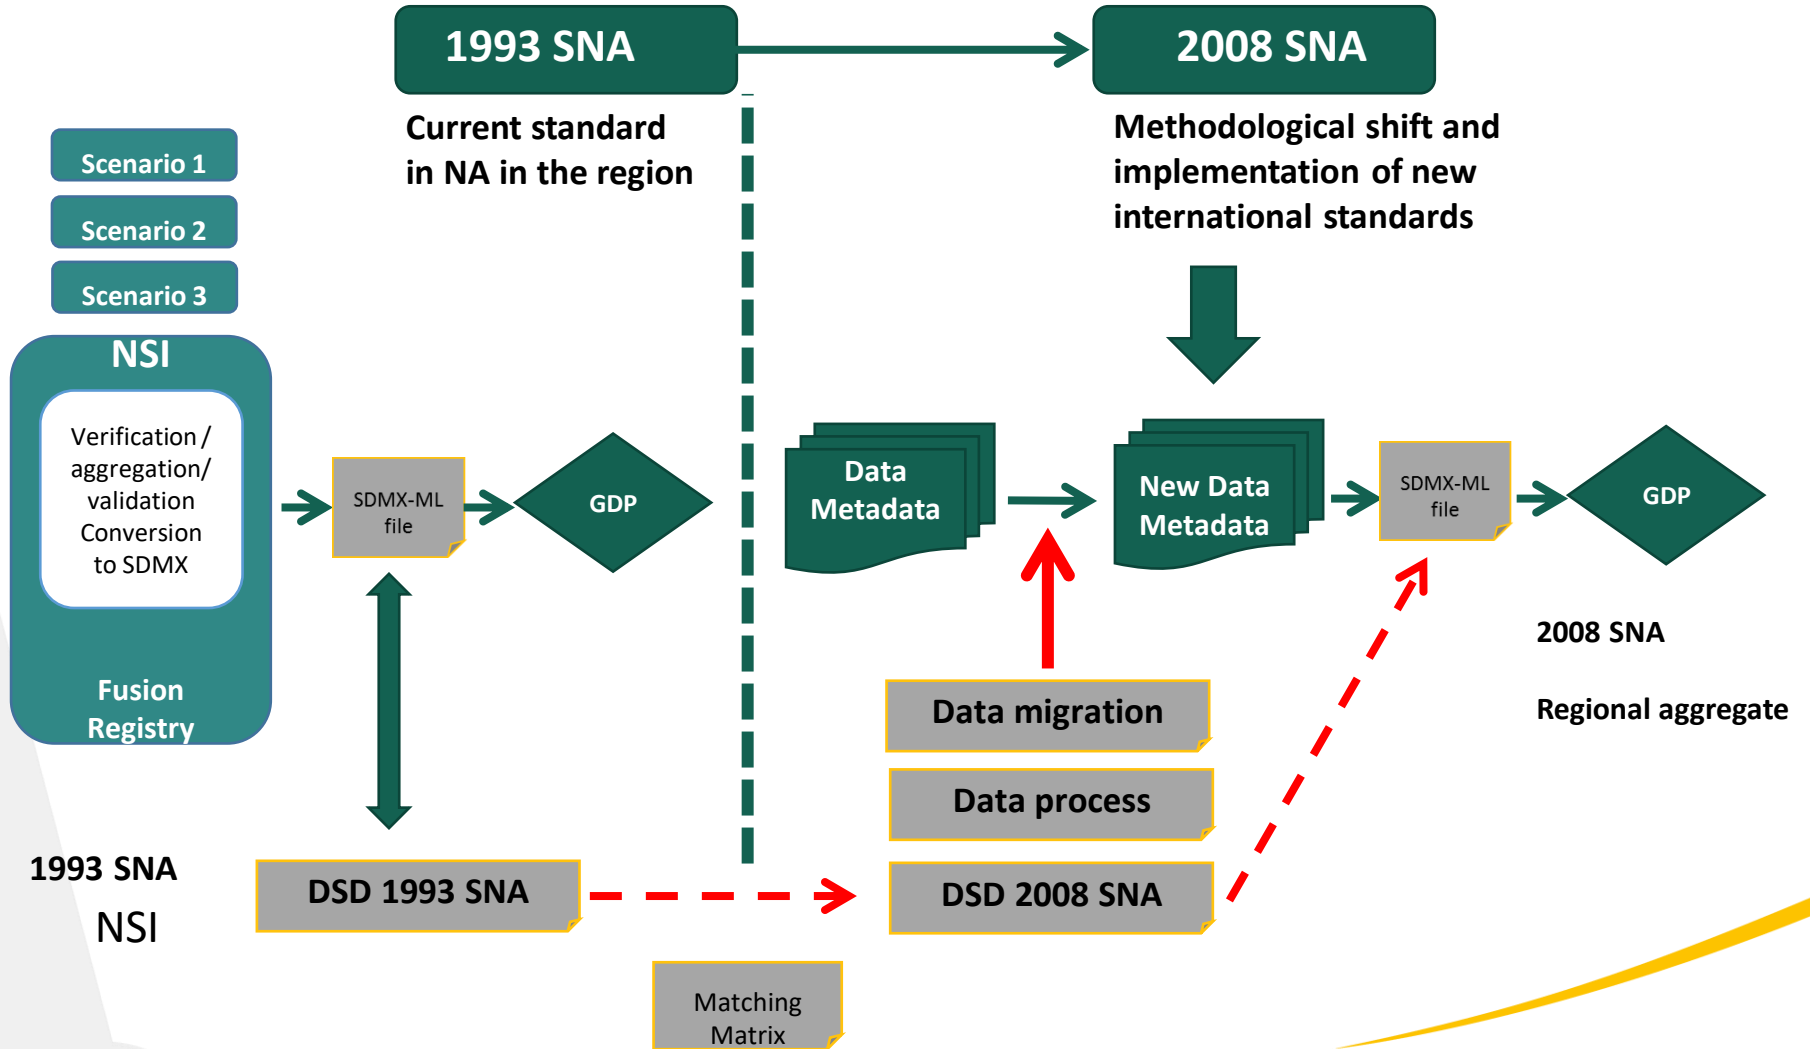 1993 SNA
2008 SNA
Current standard
in NA in the region
Methodological shift and
implementation of new
international standards
Scenario 1
Scenario 2
Scenario 3
NSI
Verification /
aggregation/
validation
Conversion
to SDMX
Fusion
Registry
SDMX-ML
file
GDP
Data
Metadata
New Data
Metadata
SDMX-ML
file
GDP
2008 SNA
Regional aggregate
Data migration
Data process
1993 SNA
NSI
DSD 1993 SNA
DSD 2008 SNA
Matching
Matrix